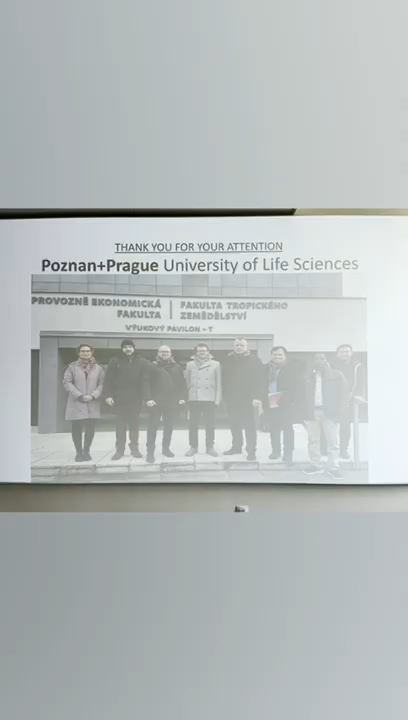 THANK YOU FOR YOUR ATTENTION
Poznan+Prague University of Life Sciences
PROVOZNĚ EKONOMICKÁ FAKULTA
FAKULTA TROPICKÉHO ZEMĚDĚLSTVÍ
VÝUKOVÝ PAVILON - T